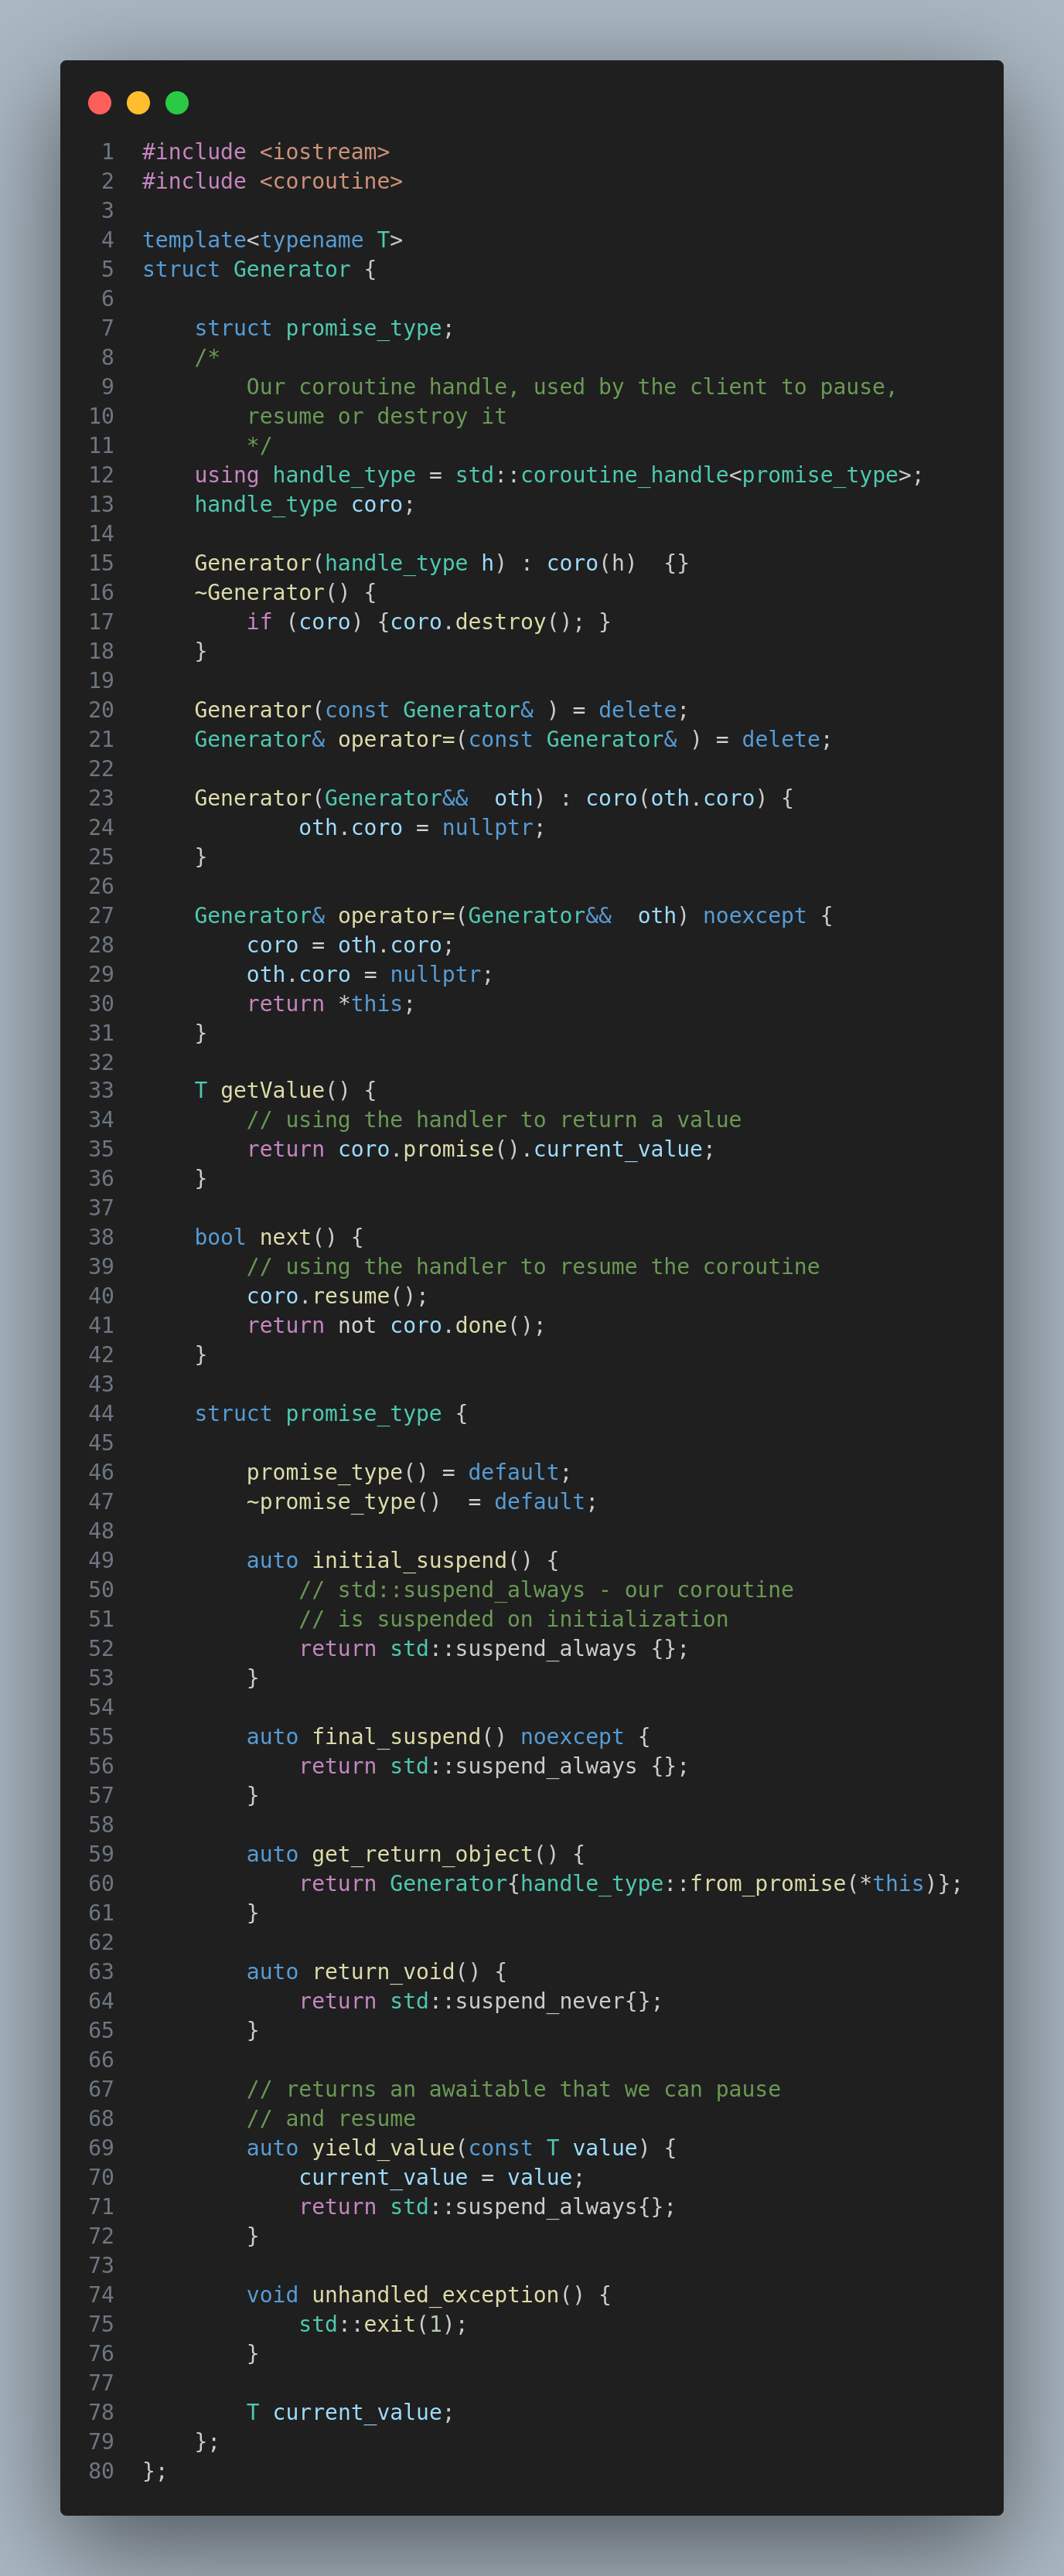 1 #include <iostream>
2 #include <coroutine>
3
4 template<typename T>
5 struct Generator {
6
7     struct promise_type;
8     /*
9         Our coroutine handle, used by the client to pause,
10         resume or destroy it
11         */
12     using handle_type = std::coroutine_handle<promise_type>;
13     handle_type coro;
14
15     Generator(handle_type h) : coro(h)  {}
16     ~Generator() {
17         if (coro) {coro.destroy(); }
18     }
19
20     Generator(const Generator& ) = delete;
21     Generator& operator=(const Generator& ) = delete;
22
23     Generator(Generator&&  oth) : coro(oth.coro) {
24             oth.coro = nullptr;
25     }
26
27     Generator& operator=(Generator&&  oth) noexcept {
28         coro = oth.coro;
29         oth.coro = nullptr;
30         return *this;
31     }
32
33     T getValue() {
34         // using the handler to return a value
35         return coro.promise().current_value;
36     }
37
38     bool next() {
39         // using the handler to resume the coroutine
40         coro.resume();
41         return not coro.done();
42     }
43
44     struct promise_type {
45
46         promise_type() = default;
47         ~promise_type()  = default;
48
49         auto initial_suspend() {
50             // std::suspend_always - our coroutine
51             // is suspended on initialization
52             return std::suspend_always {};
53         }
54
55         auto final_suspend() noexcept {
56             return std::suspend_always {};
57         }
58
59         auto get_return_object() {
60             return Generator{handle_type::from_promise(*this)};
61         }
62
63         auto return_void() {
64             return std::suspend_never{};
65         }
66
67         // returns an awaitable that we can pause
68         // and resume
69         auto yield_value(const T value) {
70             current_value = value;
71             return std::suspend_always{};
72         }
73
74         void unhandled_exception() {
75             std::exit(1);
76         }
77
78         T current_value;
79     };
80 };